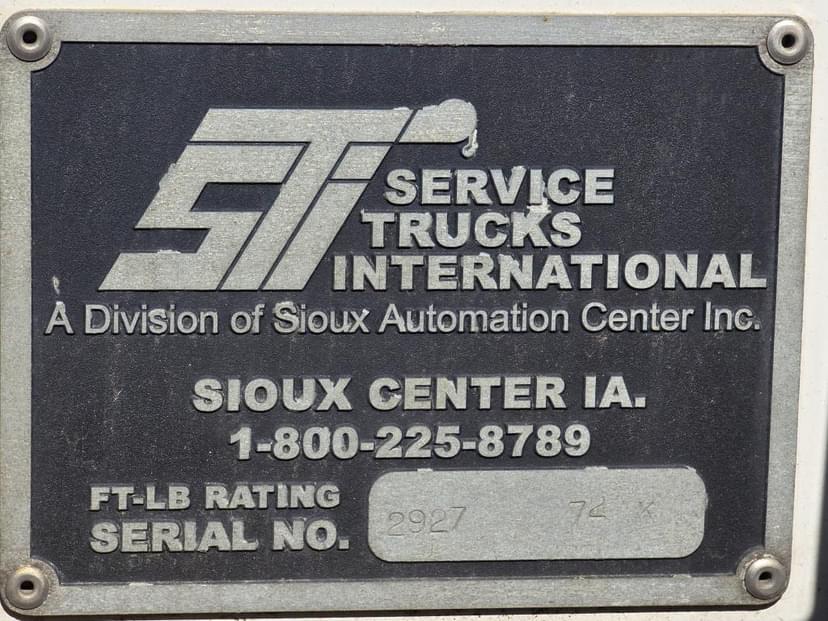 STi
SERVICE
TRUCKS
INTERNATIONAL
A Division of Sioux Automation Center Inc.
SIOUX CENTER IA.
1-800-225-8789
FT-LB RATING
SERIAL NO.
2927 74 K